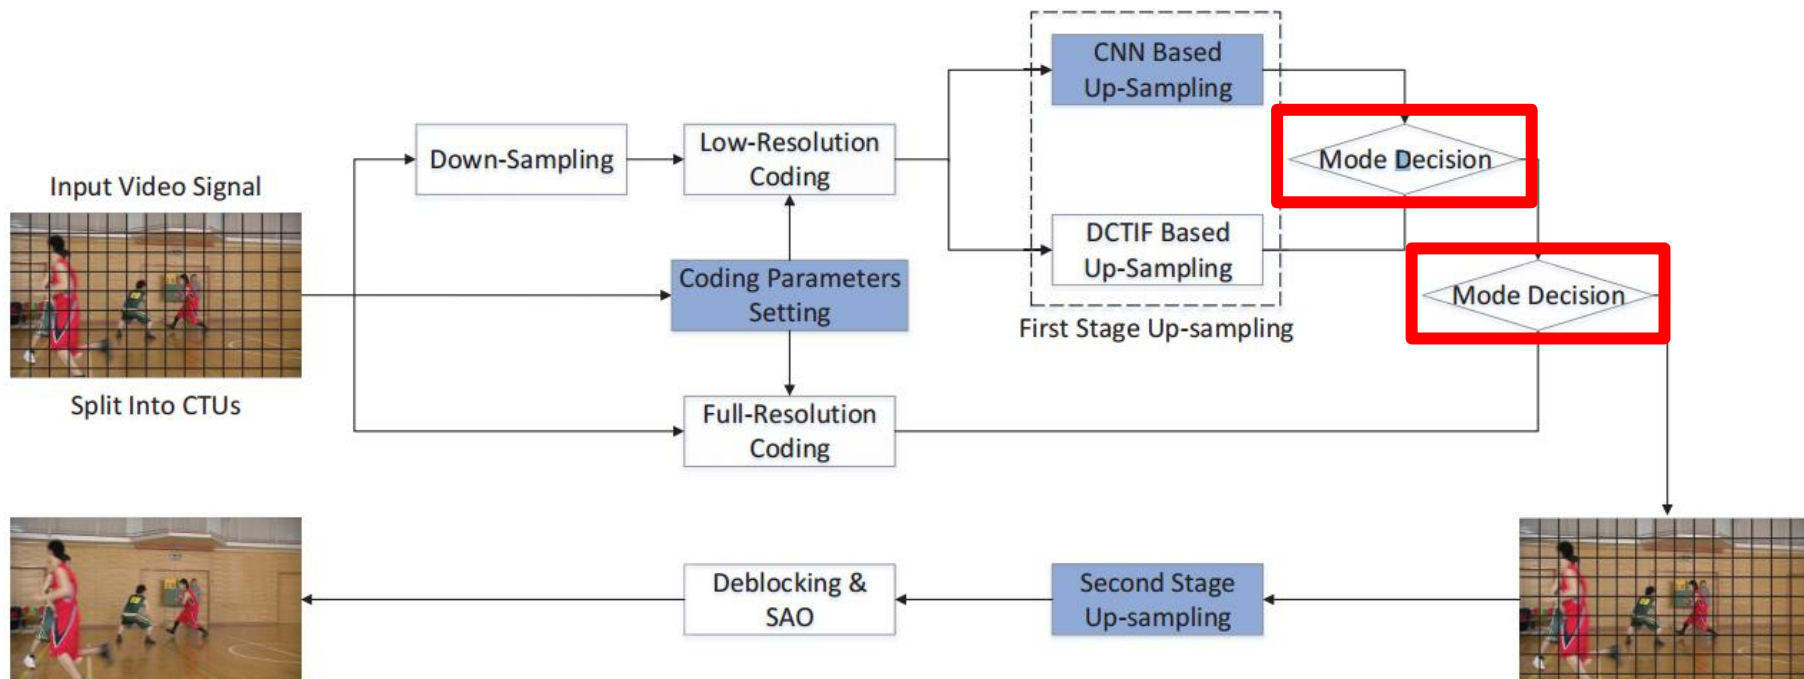 CNN Based
Up-Sampling
Down-Sampling
Low-Resolution
Coding
Mode Decision
Input Video Signal
DCTIF Based
Up-Sampling
Coding Parameters
Setting
Mode Decision
First Stage Up-sampling
Split Into CTUs
Full-Resolution
Coding
Deblocking &
SAO
Second Stage
Up-sampling